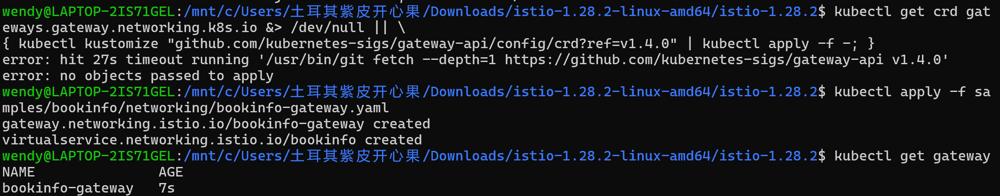 wendy@LAPTOP-2IS71GEL:/mnt/c/Users/土耳其紫皮开心果/Downloads/istio-1.28.2-linux-amd64/istio-1.28.2$ kubectl get crd gat
eways.gateway.networking.k8s.io &> /dev/null || \
{ kubectl kustomize "github.com/kubernetes-sigs/gateway-api/config/crd?ref=v1.4.0" | kubectl apply -f -; }
error: hit 27s timeout running '/usr/bin/git fetch --depth=1 https://github.com/kubernetes-sigs/gateway-api v1.4.0'
error: no objects passed to apply
wendy@LAPTOP-2IS71GEL:/mnt/c/Users/土耳其紫皮开心果/Downloads/istio-1.28.2-linux-amd64/istio-1.28.2$ kubectl apply -f sa
mples/bookinfo/networking/bookinfo-gateway.yaml
gateway.networking.istio.io/bookinfo-gateway created
virtualservice.networking.istio.io/bookinfo created
wendy@LAPTOP-2IS71GEL:/mnt/c/Users/土耳其紫皮开心果/Downloads/istio-1.28.2-linux-amd64/istio-1.28.2$ kubectl get gateway
NAME               AGE
bookinfo-gateway   7s